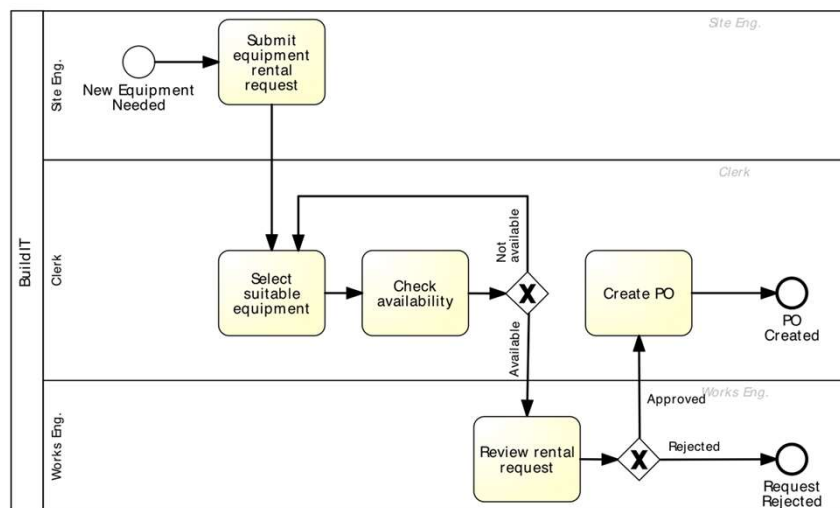 BuildIT
Site Eng.
Site Eng.
New Equipment
Needed
Submit
equipment
rental
request
Clerk
Clerk
Select
suitable
equipment
Check
availability
Not
available
Available
Create PO
PO
Created
Works Eng.
Works Eng.
Review rental
request
Approved
Rejected
Request
Rejected